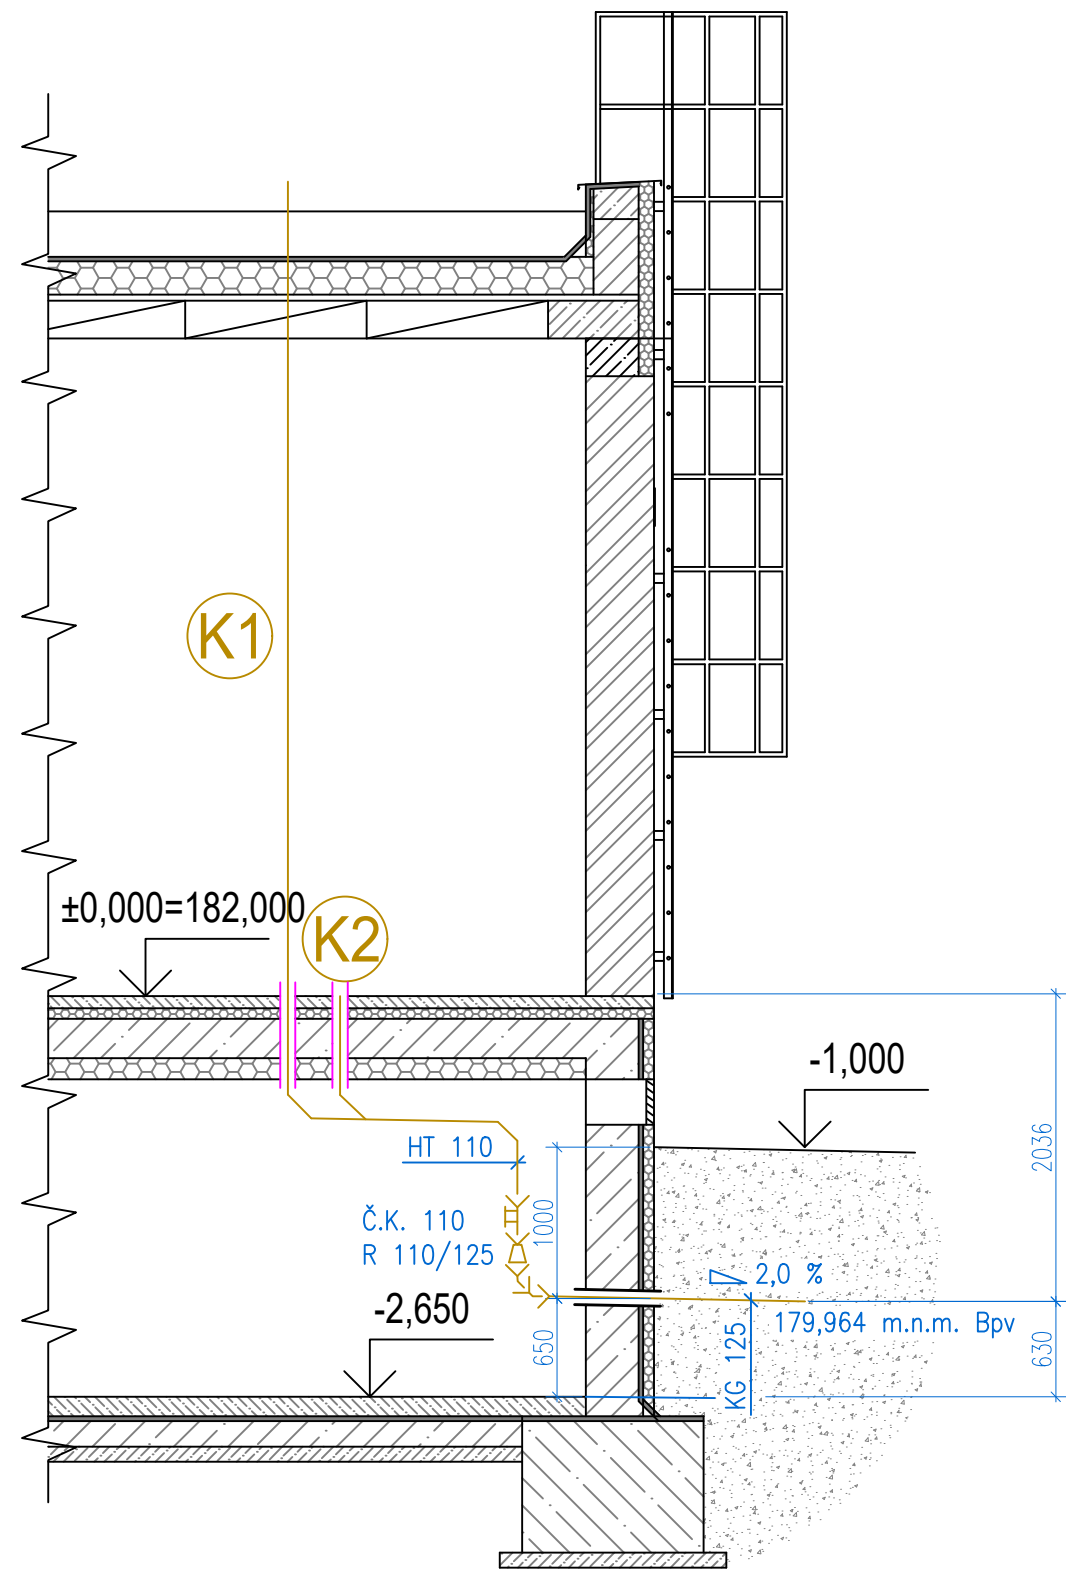 K1
±0,000=182,000
K2
-1,000
HT 110
2036
Č.K. 110
R 110/125
1000
2,0 %
-2,650
179,964 m.n.m. Bpv
650
KG 125
630